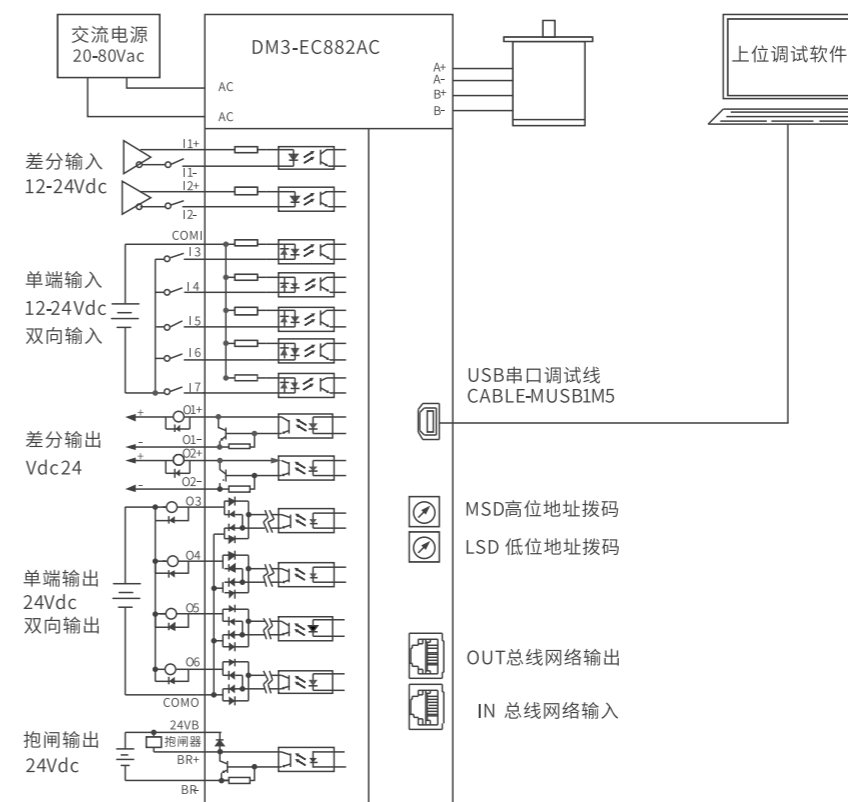 交流电源
20-80Vac
DM3-EC882AC
上位调试软件
AC
AC
A+
A-
B+
B-
差分输入
12-24Vdc
I1+
I1-
I2+
I2-
COMI
单端输入
12-24Vdc
双向输入
I3
I4
I5
I6
I7
USB串口调试线
CABLE-MUSB1M5
差分输出
Vdc24
+
O1+
-
O1-
+
O2+
-
O2-
MSD高位地址拨码
LSD 低位地址拨码
单端输出
24Vdc
双向输出
O3
O4
O5
O6
COMO
OUT总线网络输出
IN 总线网络输入
抱闸输出
24Vdc
24VB
抱闸器
BR+
BR-